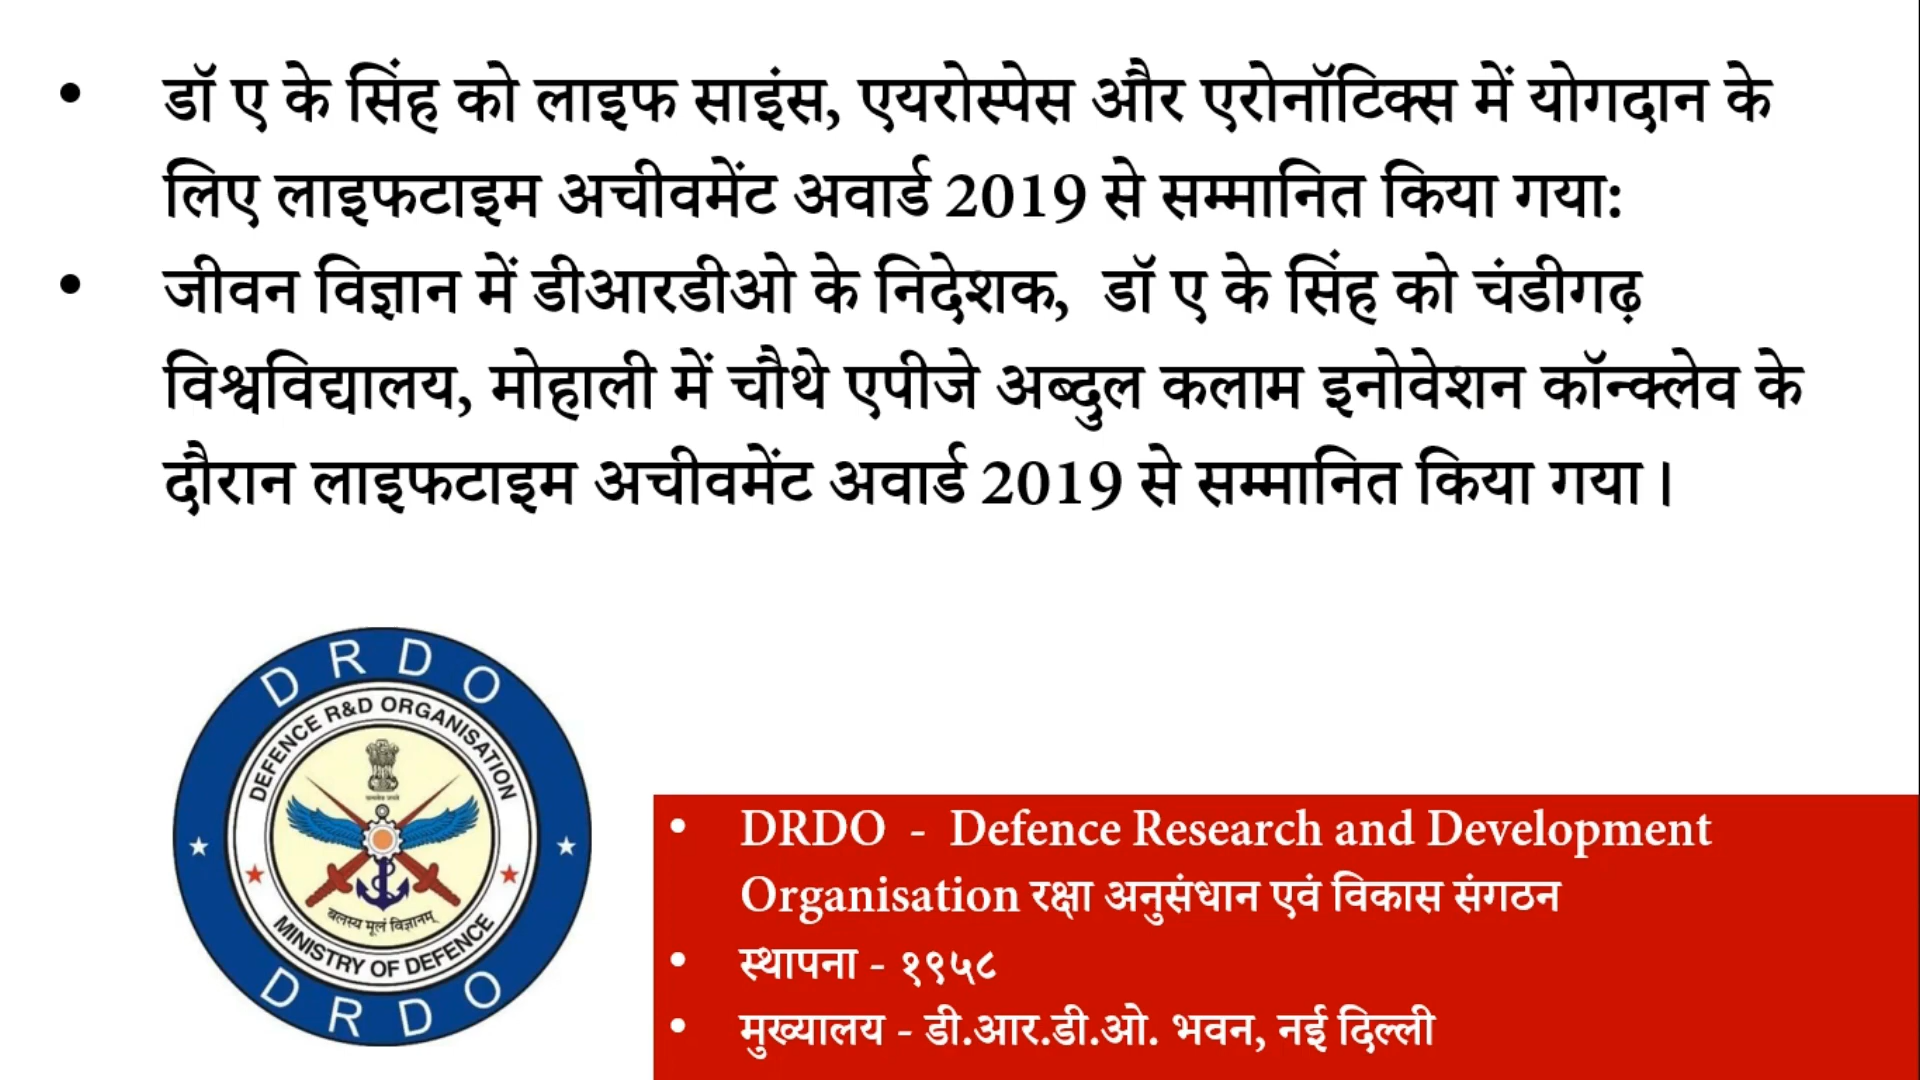 • डॉ ए के सिंह को लाइफ साइंस, एयरोस्पेस और एरोनॉटिक्स में योगदान के
लिए लाइफटाइम अचीवमेंट अवार्ड 2019 से सम्मानित किया गया:
• जीवन विज्ञान में डीआरडीओ के निदेशक, डॉ ए के सिंह को चंडीगढ़
विश्वविद्यालय, मोहाली में चौथे एपीजे अब्दुल कलाम इनोवेशन कॉन्क्लेव के
दौरान लाइफटाइम अचीवमेंट अवार्ड 2019 से सम्मानित किया गया।
DRDO
DEFENCE R&D ORGANISATION
बलस्य मूलं विज्ञानम्
MINISTRY OF DEFENCE
DRDO
• DRDO - Defence Research and Development
Organisation रक्षा अनुसंधान एवं विकास संगठन
• स्थापना - १९५८
• मुख्यालय - डी.आर.डी.ओ. भवन, नई दिल्ली